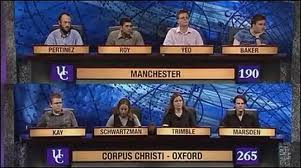 PERTINEZ ROY YEO BAKER
UC MANCHESTER 190
KAY SCHWARTZMAN TRIMBLE MARSDEN
UC CORPUS CHRISTI - OXFORD 265